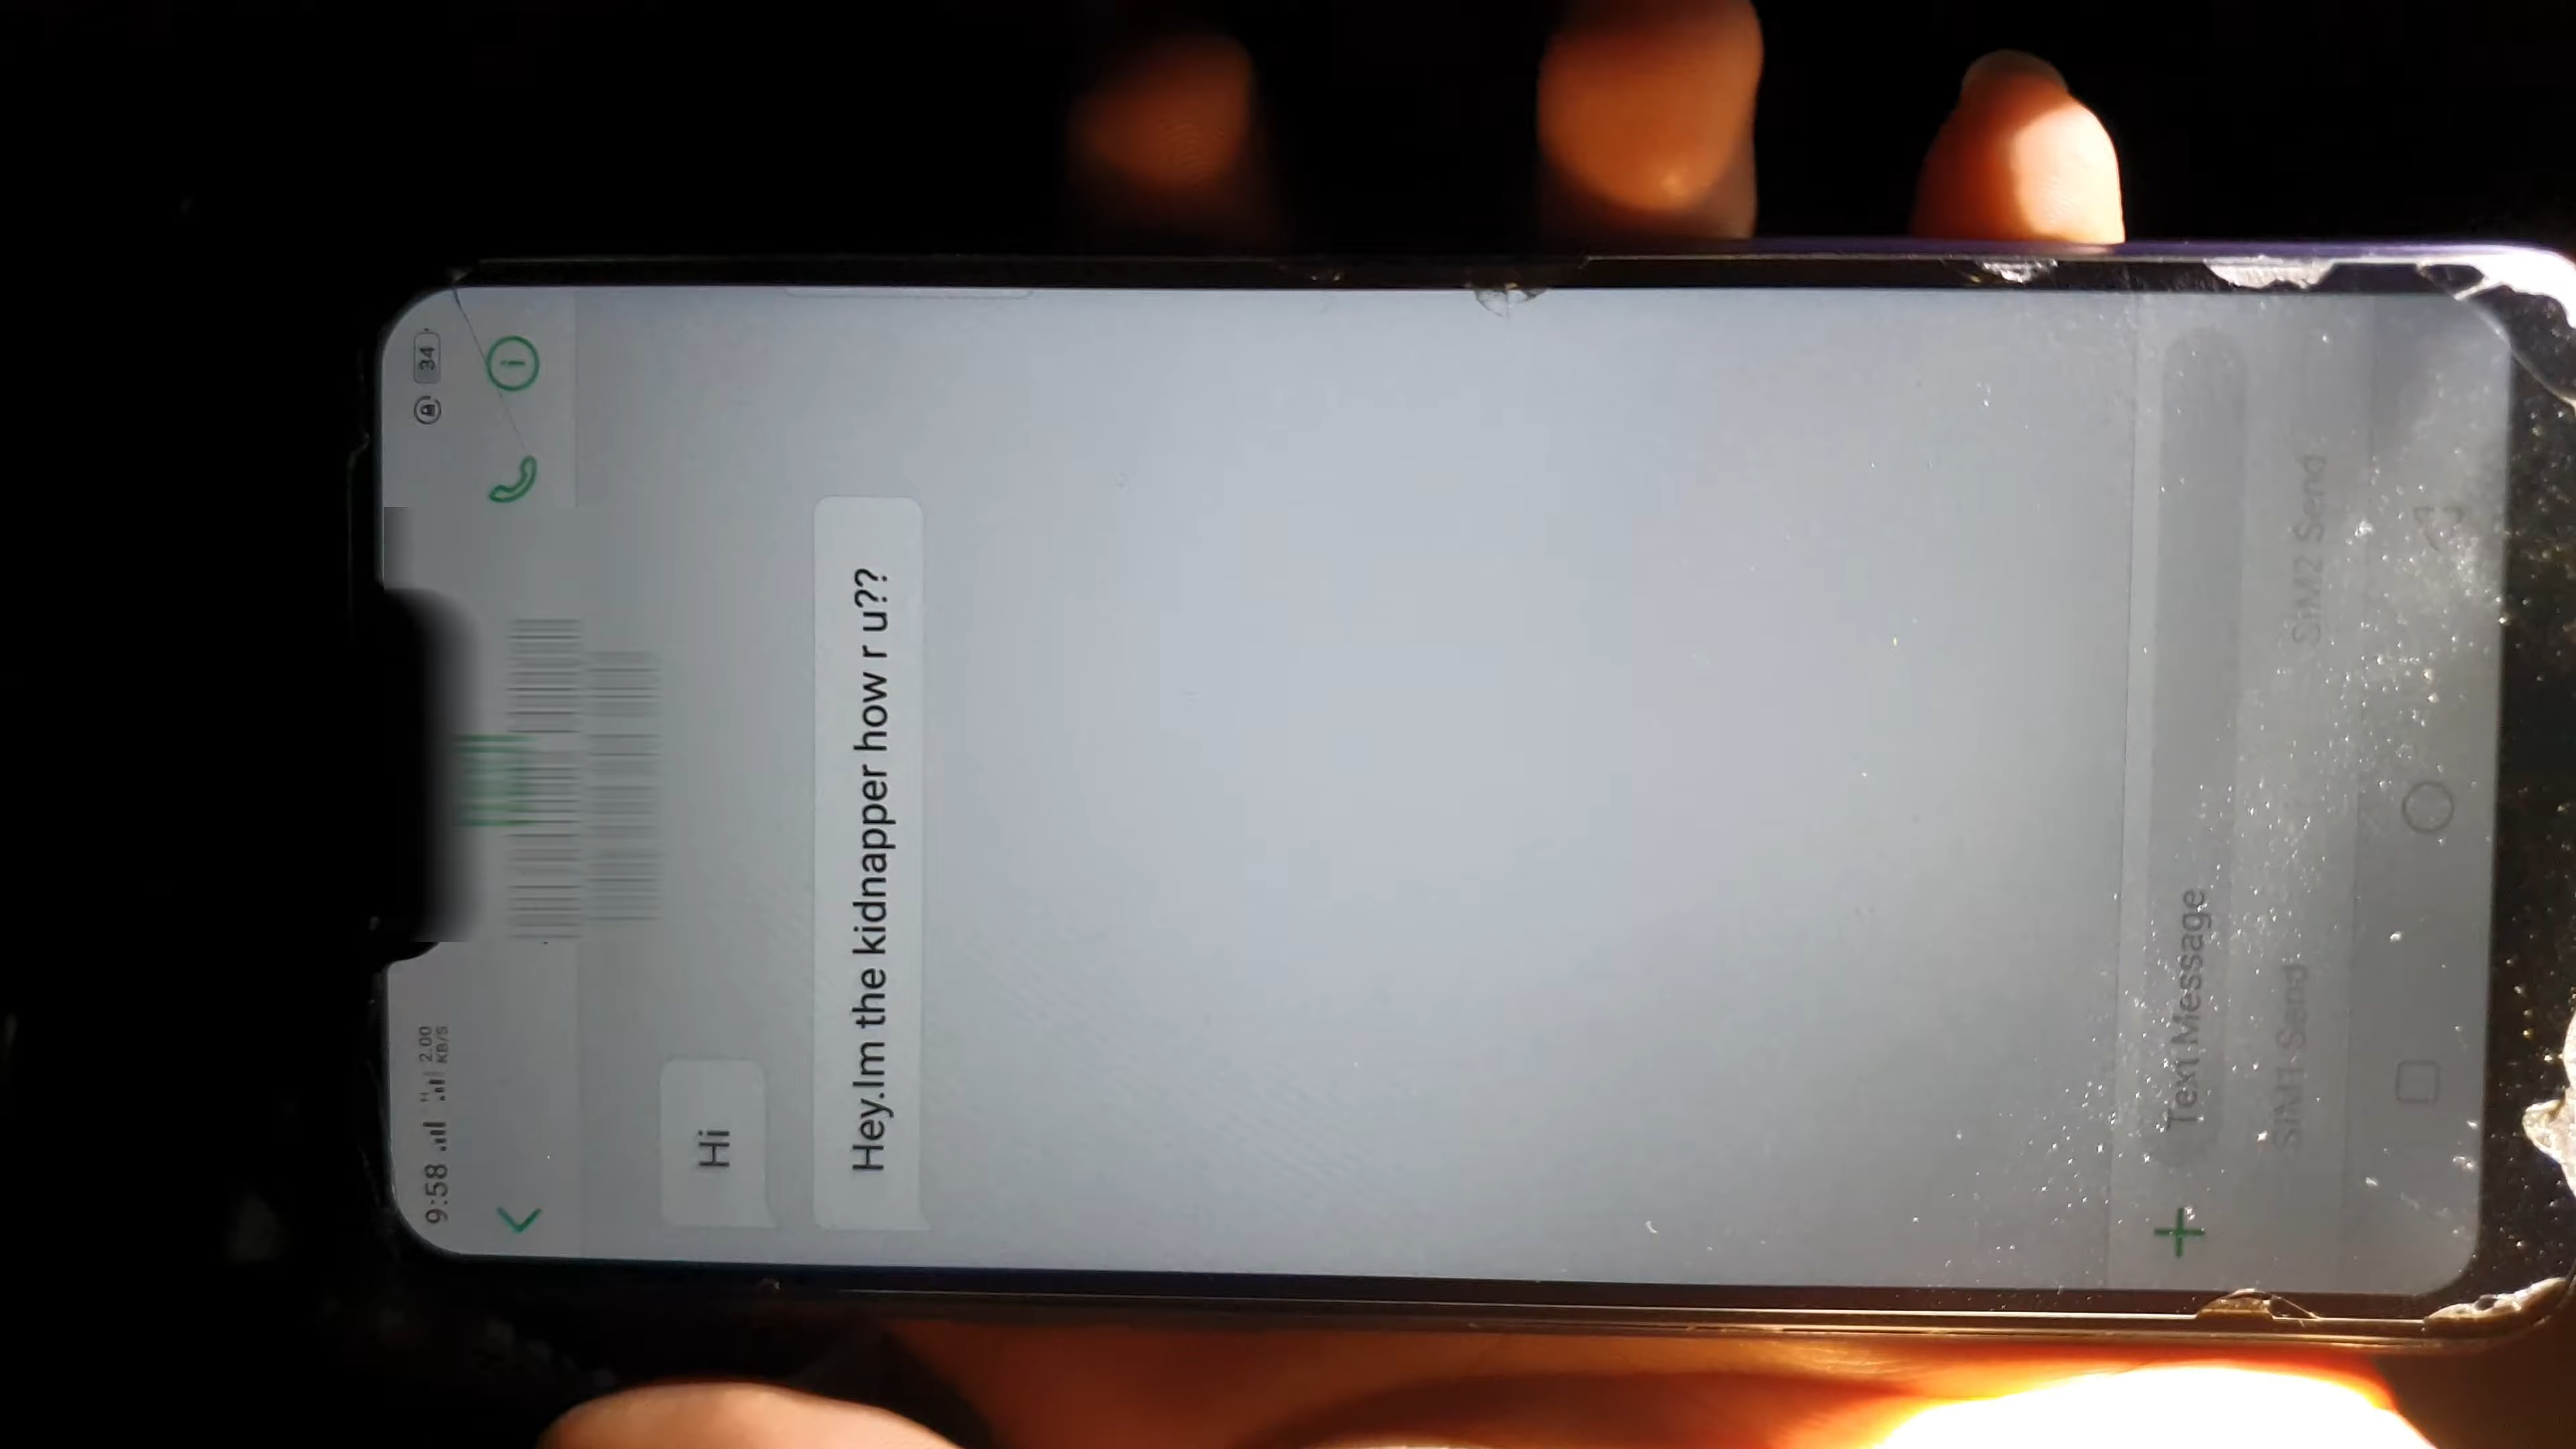 9:58 H 2.00 KB/S 34
Hi
Hey.Im the kidnapper how r u??
Text Message
SIM1 Send SIM2 Send